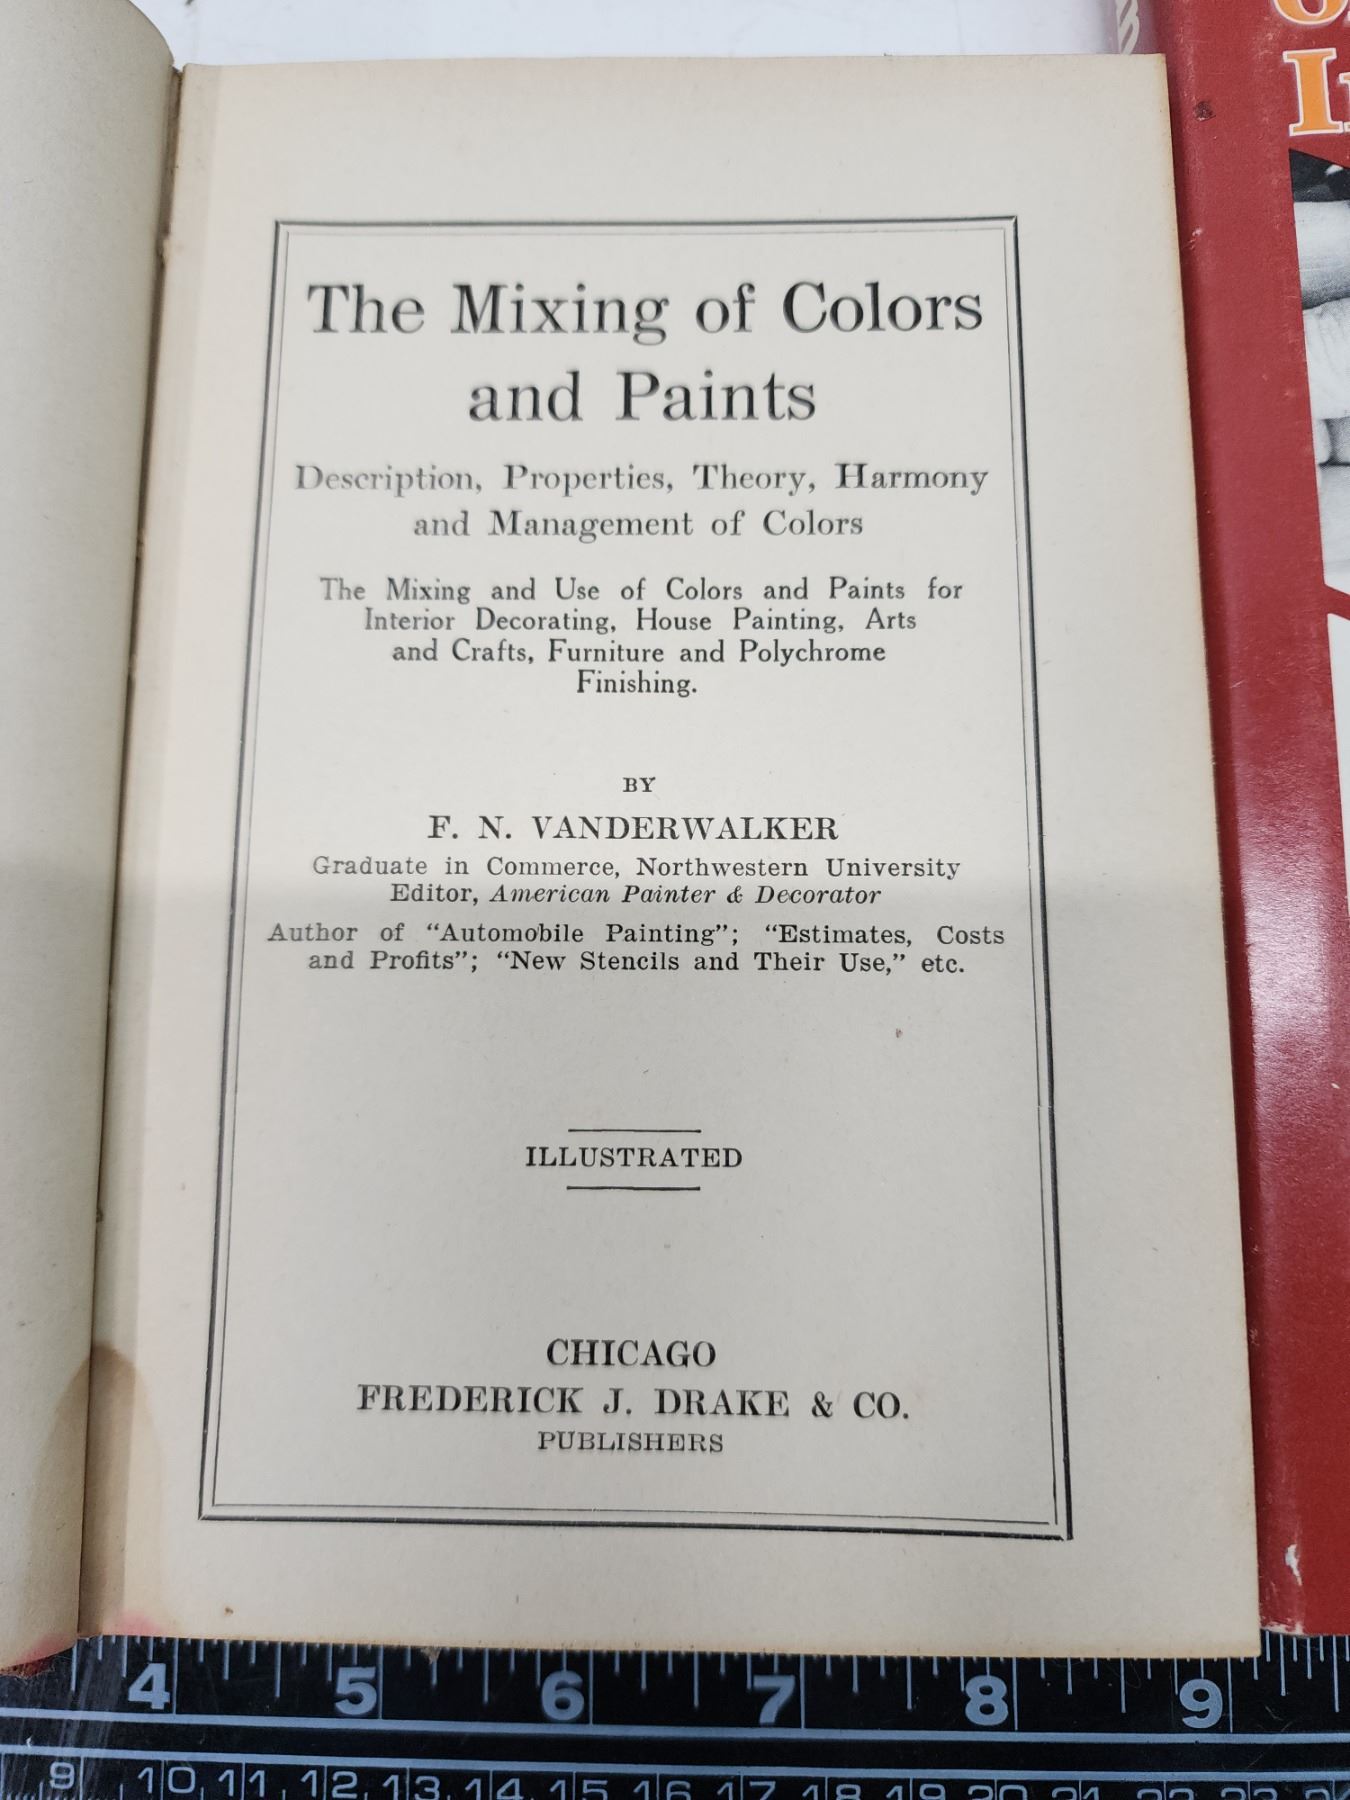 The Mixing of Colors
and Paints
Description, Properties, Theory, Harmony
and Management of Colors
The Mixing and Use of Colors and Paints for
Interior Decorating, House Painting, Arts
and Crafts, Furniture and Polychrome
Finishing.
BY
F. N. VANDERWALKER
Graduate in Commerce, Northwestern University
Editor, American Painter & Decorator
Author of “Automobile Painting”; “Estimates, Costs
and Profits”; “New Stencils and Their Use,” etc.
ILLUSTRATED
CHICAGO
FREDERICK J. DRAKE & CO.
PUBLISHERS
4 5 6 7 8 9
9 10 11 12 13 14 15 16 17 18 19 20 21 22 23